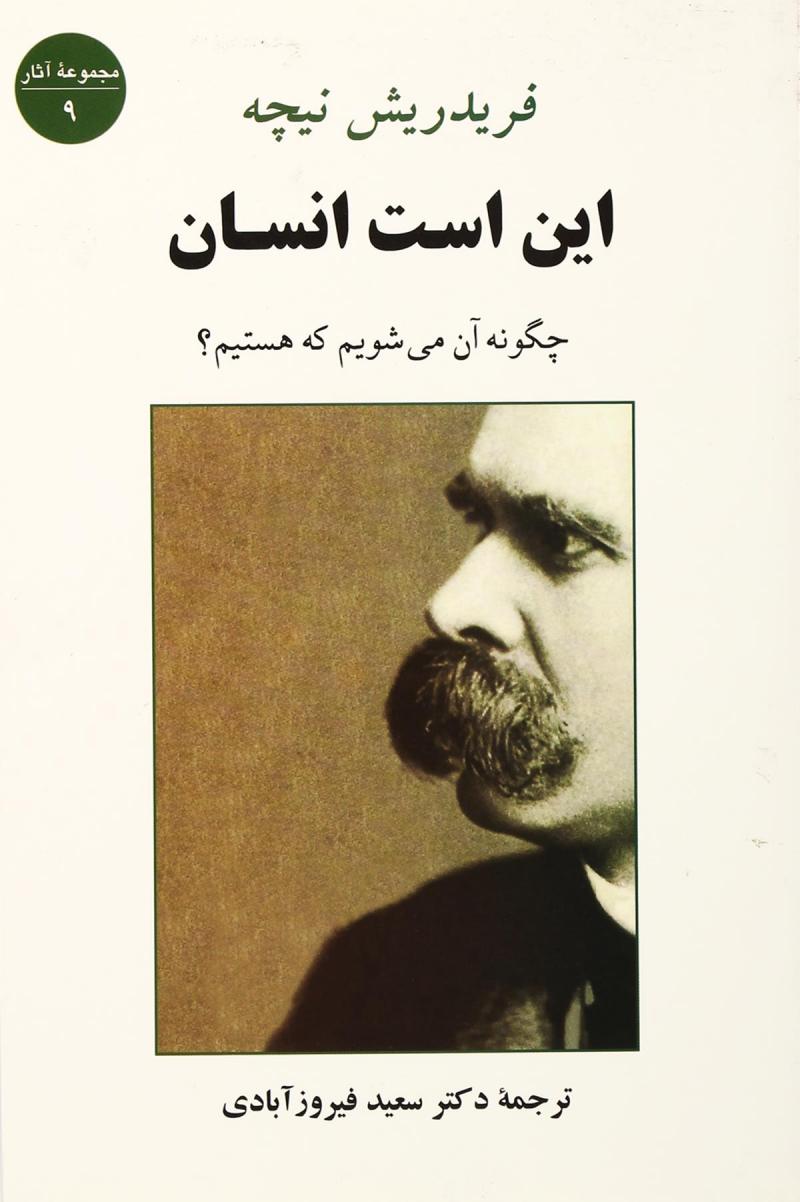 مجموعهٔ آثار
۹
فریدریش نیچه
این است انسان
چگونه آن می‌شویم که هستیم؟
ترجمهٔ دکتر سعید فیروزآبادی